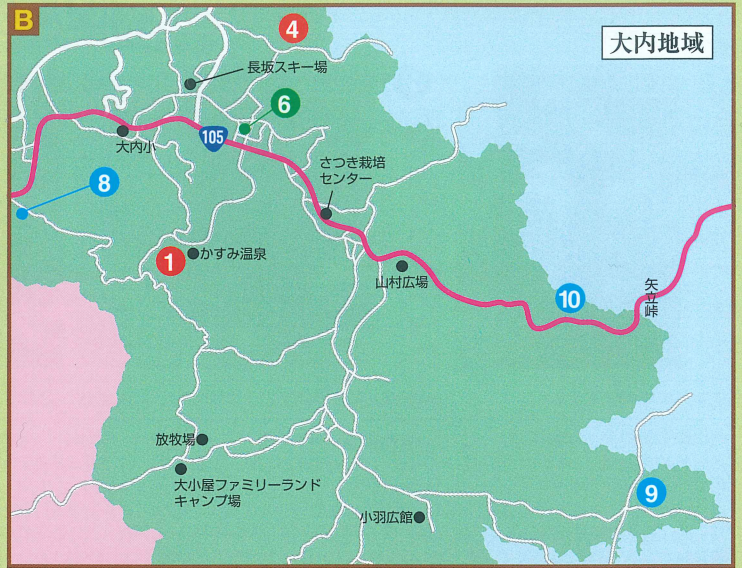 B
大内地域
4
長坂スキー場
6
105
大内小
さつき栽培
センター
8
1
かすみ温泉
山村広場
10
矢立峠
放牧場
大小屋ファミリーランド
キャンプ場
9
小羽広館